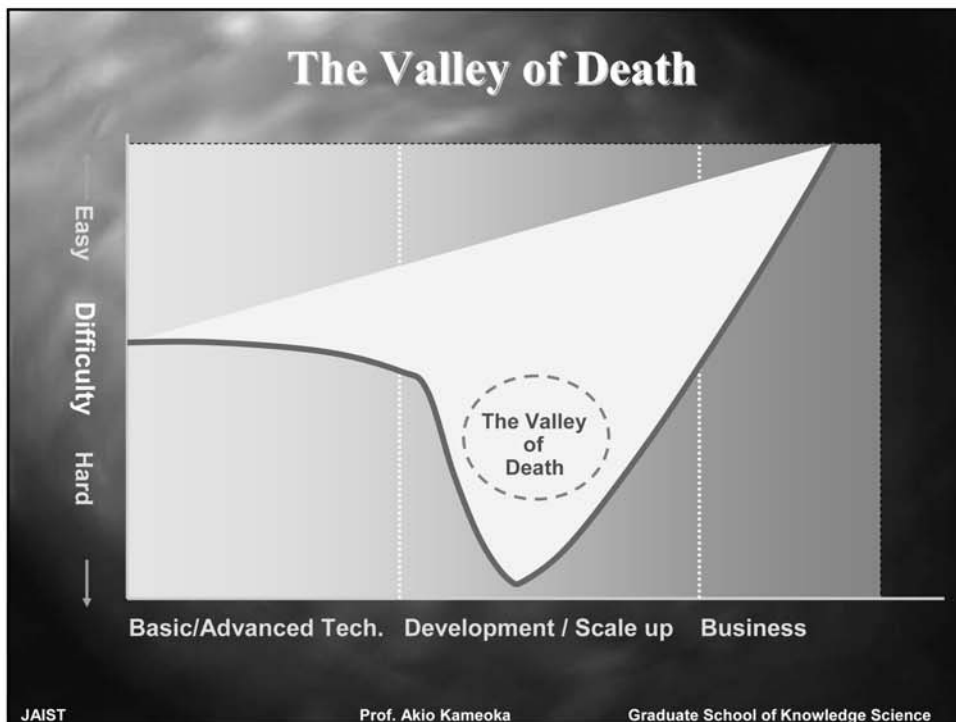 The Valley of Death
Easy
Difficulty
Hard
The Valley
of
Death
Basic/Advanced Tech. Development / Scale up Business
JAIST Prof. Akio Kameoka Graduate School of Knowledge Science